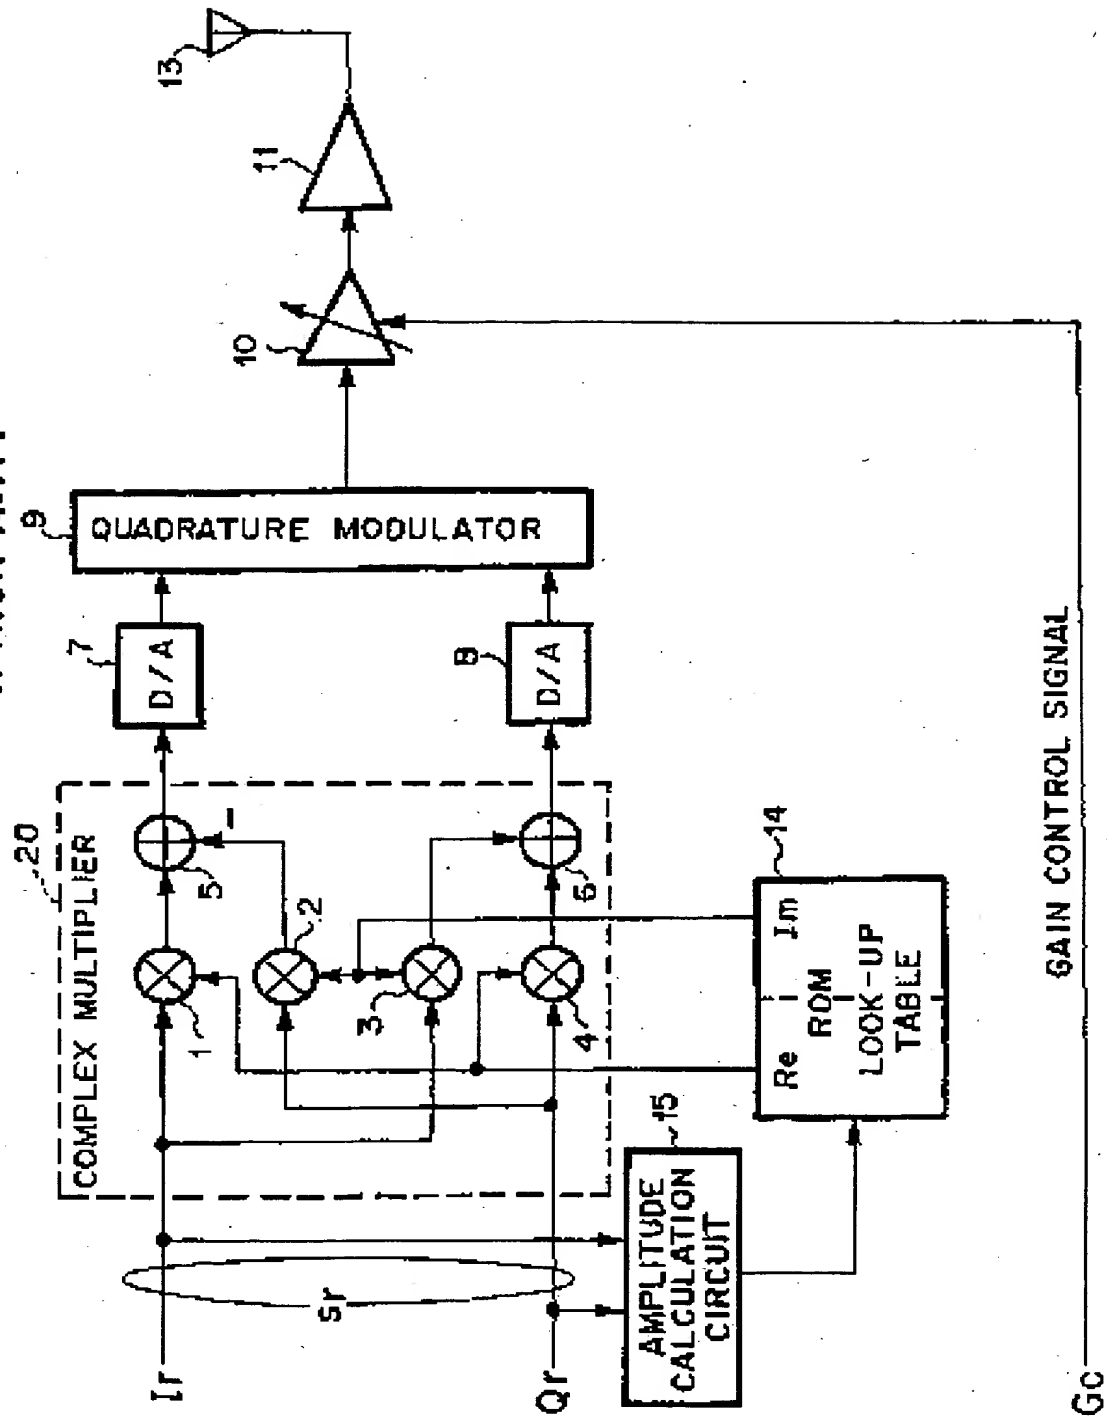 13
11
10
9
QUADRATURE MODULATOR
7
D/A
8
D/A
20
COMPLEX MULTIPLIER
5
6
1
2
3
4
14
Re
Im
ROM
LOOK-UP
TABLE
15
AMPLITUDE
CALCULATION
CIRCUIT
Sr
Ir
Qr
GAIN CONTROL SIGNAL
Gc